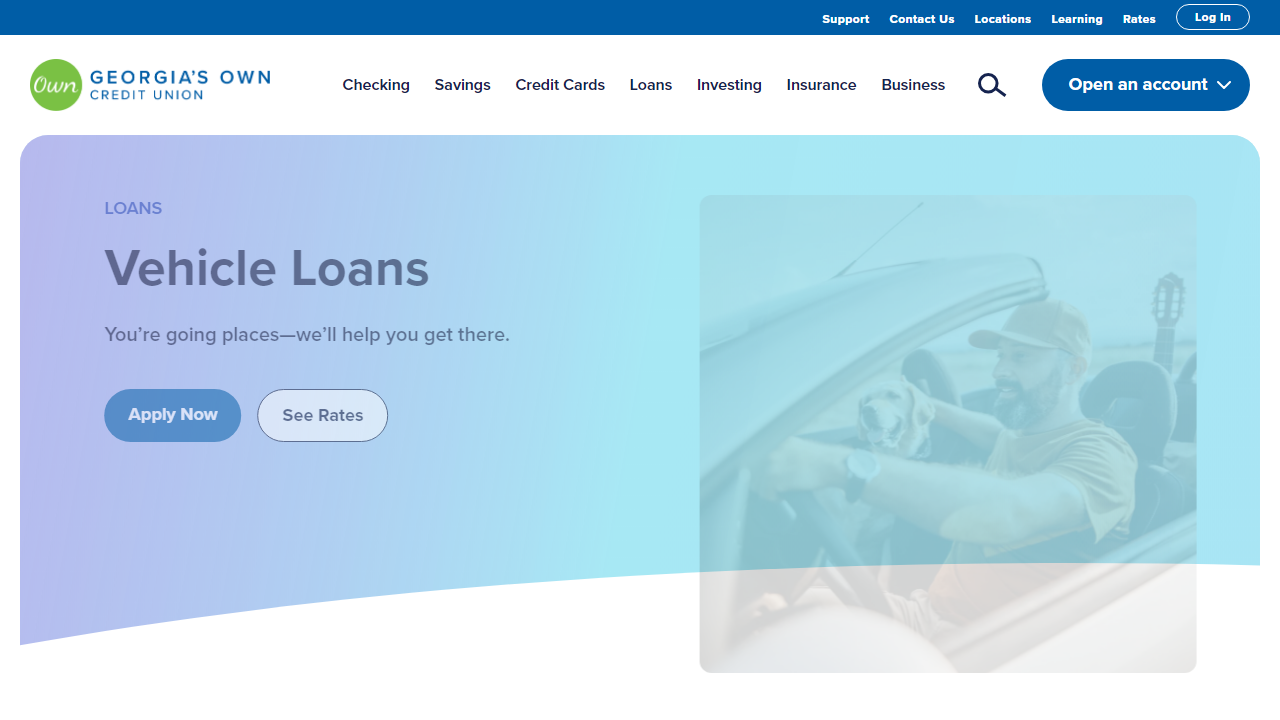 Support Contact Us Locations Learning Rates Log In
Own GEORGIA'S OWN
CREDIT UNION
Checking Savings Credit Cards Loans Investing Insurance Business Open an account
LOANS
Vehicle Loans
You're going places—we'll help you get there.
Apply Now See Rates